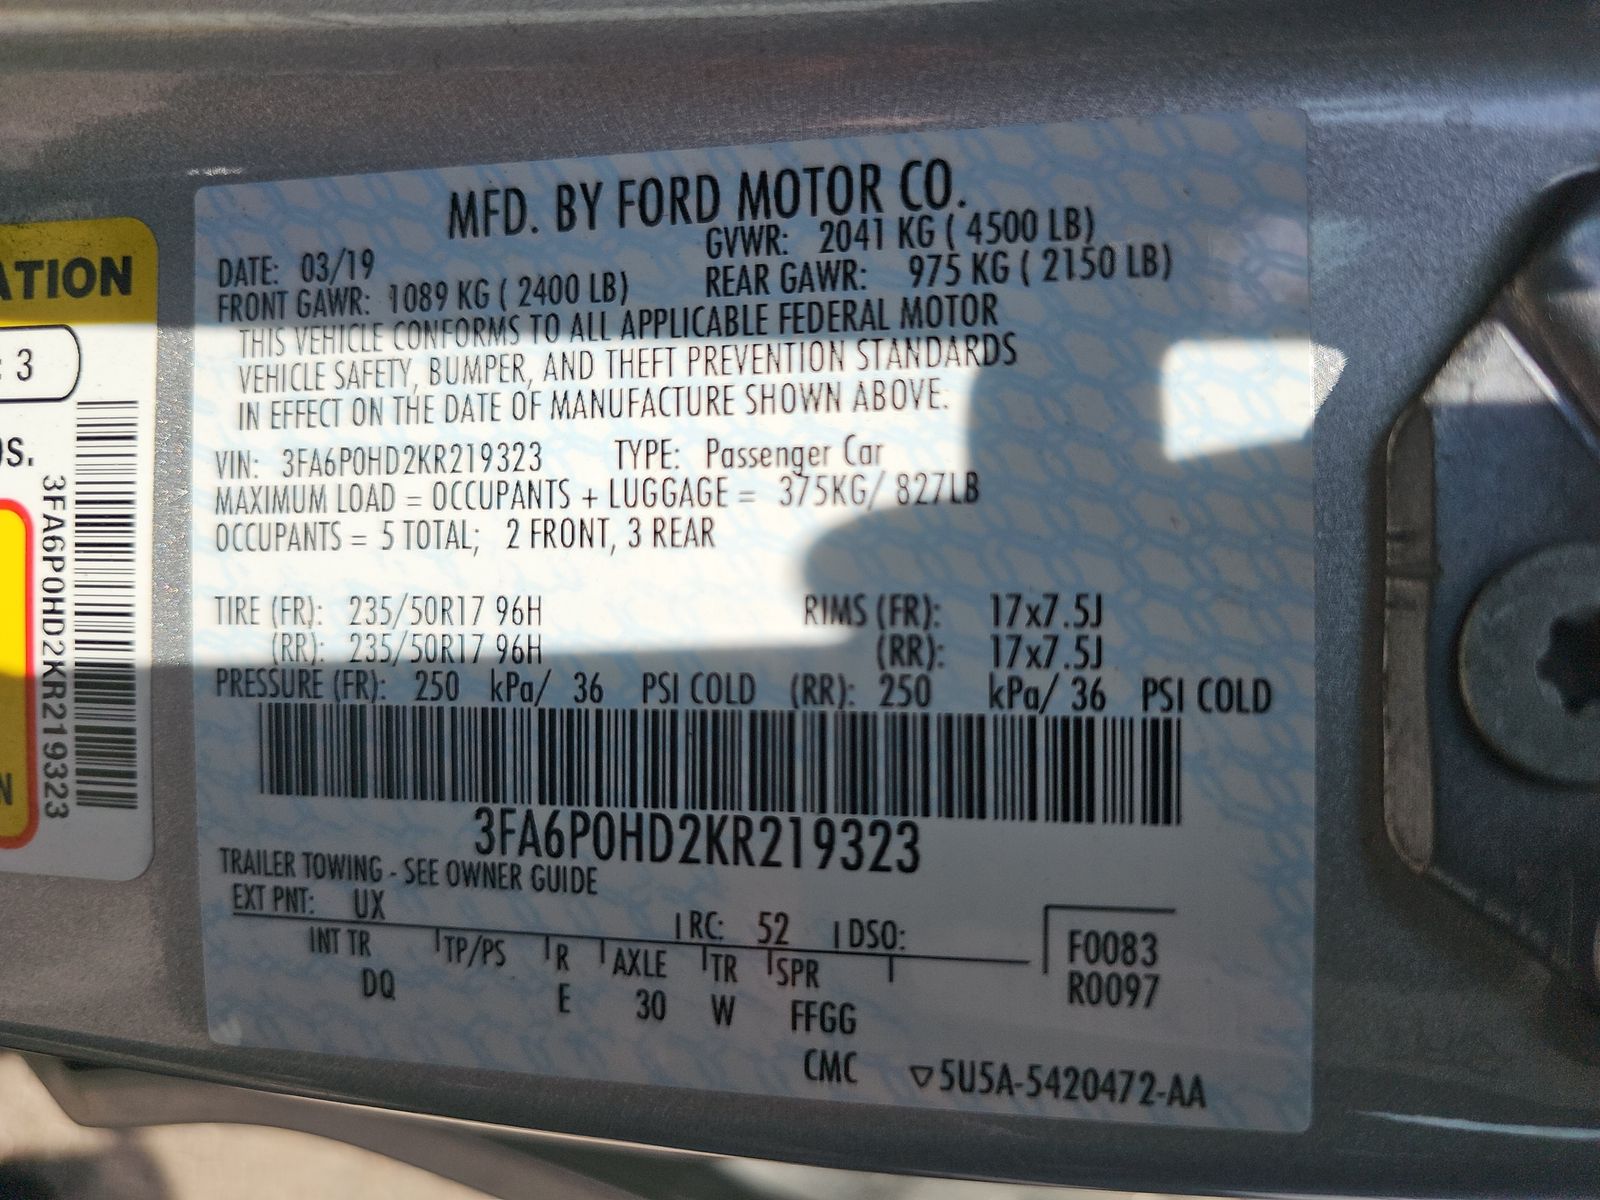 ATION
: 3
os.
3FA6P0HD2KR219323
N
MFD. BY FORD MOTOR CO.
DATE: 03/19
GVWR: 2041 KG ( 4500 LB)
FRONT GAWR: 1089 KG ( 2400 LB)
REAR GAWR: 975 KG ( 2150 LB)
THIS VEHICLE CONFORMS TO ALL APPLICABLE FEDERAL MOTOR
VEHICLE SAFETY, BUMPER, AND THEFT PREVENTION STANDARDS
IN EFFECT ON THE DATE OF MANUFACTURE SHOWN ABOVE.
VIN: 3FA6P0HD2KR219323 TYPE: Passenger Car
MAXIMUM LOAD = OCCUPANTS + LUGGAGE = 375KG/ 827LB
OCCUPANTS = 5 TOTAL; 2 FRONT, 3 REAR
TIRE (FR): 235/50R17 96H RIMS (FR): 17x7.5J
(RR): 235/50R17 96H (RR): 17x7.5J
PRESSURE (FR): 250 kPa/ 36 PSI COLD (RR): 250 kPa/ 36 PSI COLD
3FA6P0HD2KR219323
TRAILER TOWING - SEE OWNER GUIDE
EXT PNT: UX RC: 52 DSO:
INT TR TP/PS R AXLE TR SPR
DQ E 30 W FFGG
F0083
R0097
CMC ▽5U5A-5420472-AA